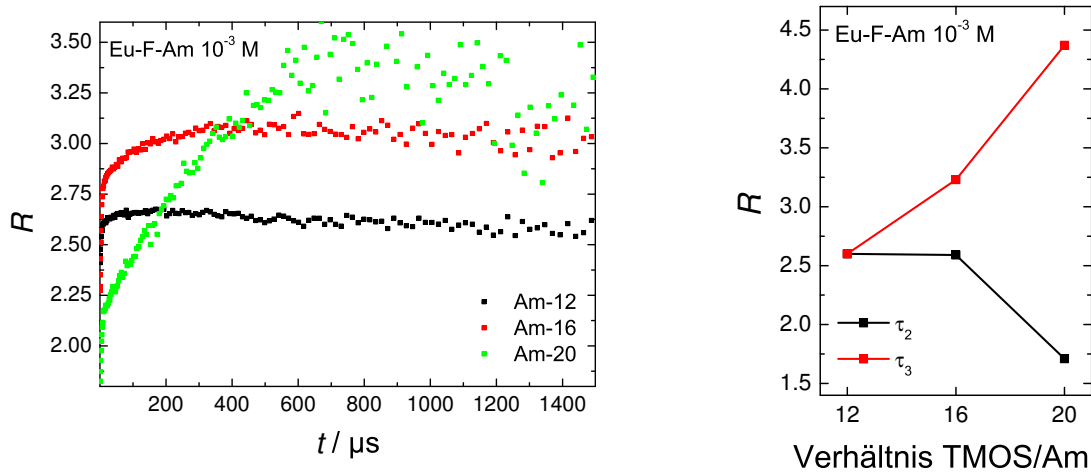 Eu-F-Am 10⁻³ M
3.50
3.25
3.00
2.75
2.50
2.25
2.00
R
Am-12
Am-16
Am-20
200 400 600 800 1000 1200 1400
t / µs
Eu-F-Am 10⁻³ M
4.5
4.0
3.5
3.0
2.5
2.0
1.5
R
τ₂
τ₃
12 16 20
Verhältnis TMOS/Am